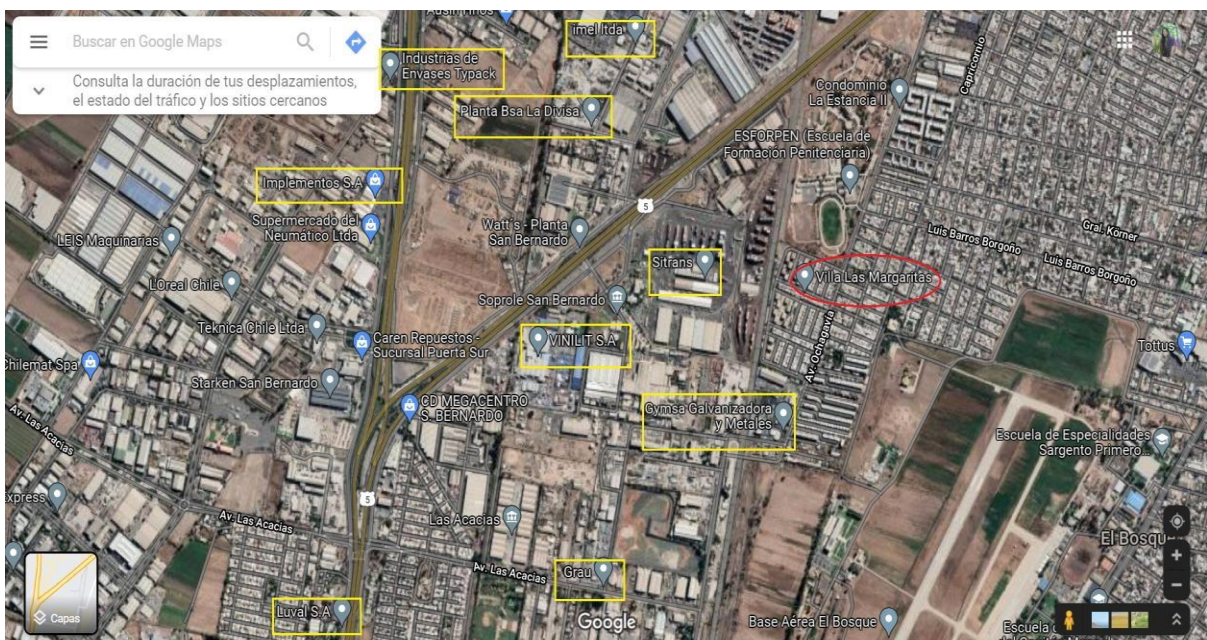 Buscar en Google Maps
Consulta la duración de tus desplazamientos,
el estado del tráfico y los sitios cercanos
imel ltda
Industrias de
Envases Typack
Planta Bsa La Divisa
Condominio
La Estancia II
Capricornio
ESFORPEN (Escuela de
Formación Penitenciaria)
Implementos S.A
Supermercado del
Neumático Ltda
LEIS Maquinarias
Watt's - Planta
San Bernardo
5
Gral. Körner
Luis Barros Borgoño
Luis Barros Borgoño
Sitrans
Villa Las Margaritas
LOreal Chile
Soprole San Bernardo
Teknica Chile Ltda
Caren Repuestos -
Sucursal Puerta Sur
VINILIT S.A
Av. Ochagavía
Tottus
Chilemat Spa
Starken San Bernardo
CD MEGACENTRO
S. BERNARDO
Gymsa Galvanizadora
y Metales
Av. Las Acacias
Escuela de Especialidades
Sargento Primero...
Express
5
Av. Las Acacias
Las Acacias
El Bosque
Av. Las Acacias
Grau
Capas
Luval S.A
Google
Base Aérea El Bosque
Escuela